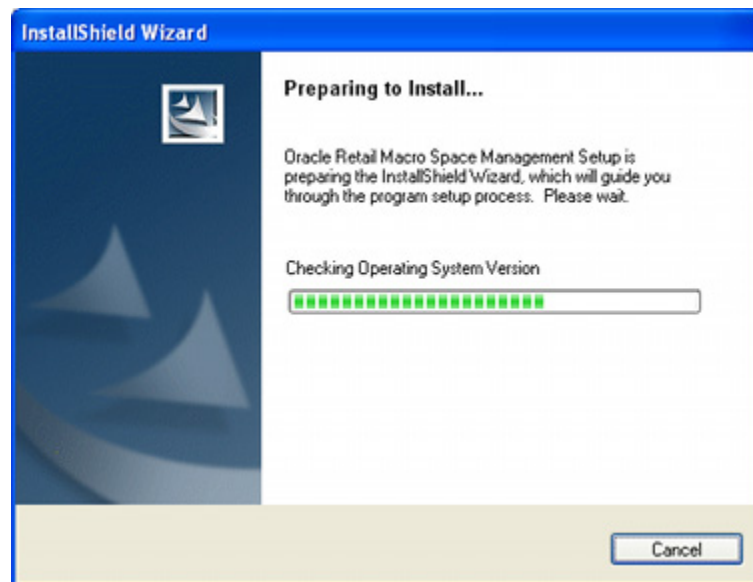 InstallShield Wizard
Preparing to Install...
Oracle Retail Macro Space Management Setup is
preparing the InstallShield Wizard, which will guide you
through the program setup process.  Please wait.
Checking Operating System Version
Cancel